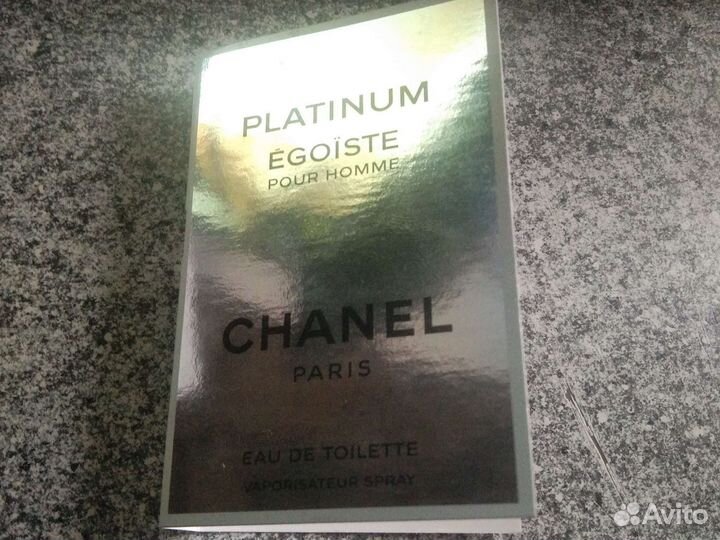 PLATINUM
ÉGOÏSTE
POUR HOMME
CHANEL
PARIS
EAU DE TOILETTE
VAPORISATEUR SPRAY
Avito